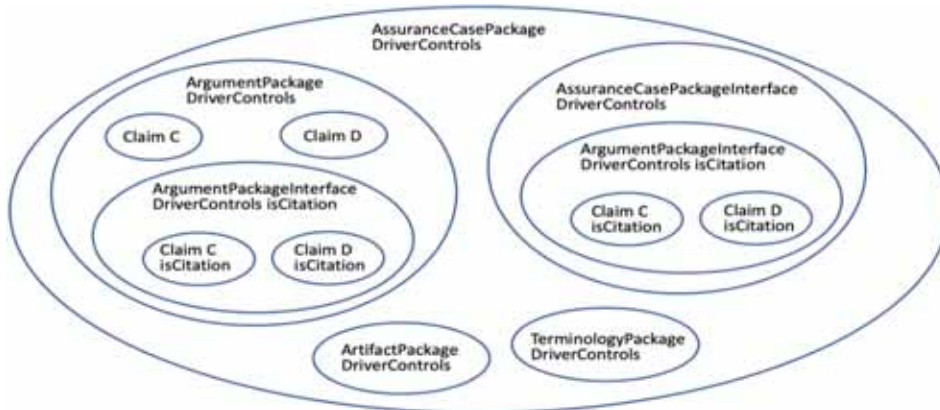 AssuranceCasePackage
DriverControls
ArgumentPackage
DriverControls
Claim C
Claim D
ArgumentPackageInterface
DriverControls isCitation
Claim C
isCitation
Claim D
isCitation
AssuranceCasePackageInterface
DriverControls
ArgumentPackageInterface
DriverControls isCitation
Claim C
isCitation
Claim D
isCitation
ArtifactPackage
DriverControls
TerminologyPackage
DriverControls